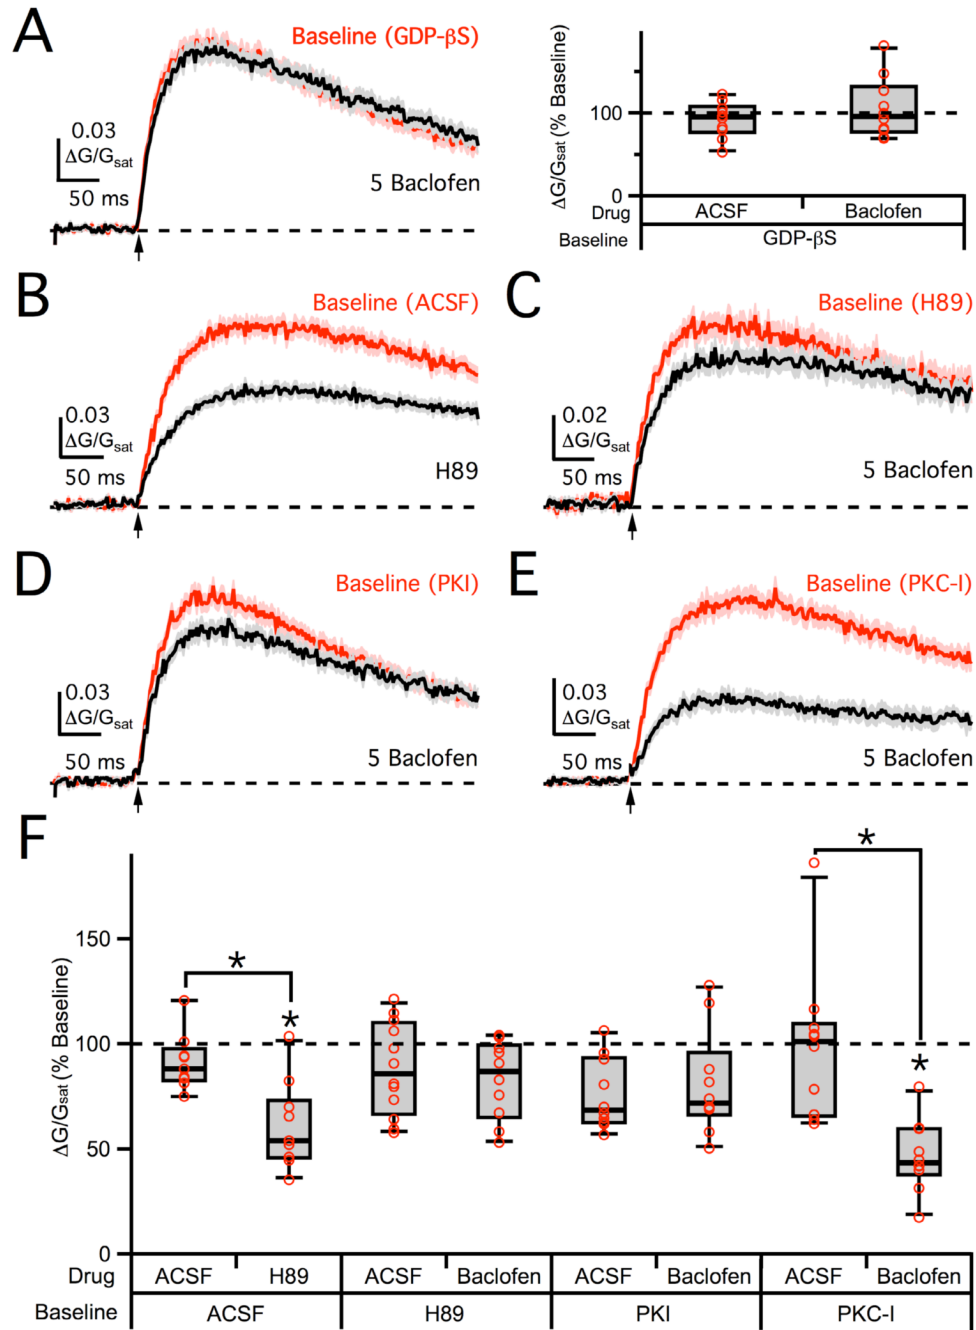 A
Baseline (GDP-βS)
0.03
ΔG/Gsat
50 ms
5 Baclofen
ΔG/Gsat (% Baseline)
100
0
Drug ACSF Baclofen
Baseline GDP-βS
B
Baseline (ACSF)
0.03
ΔG/Gsat
50 ms
H89
C
Baseline (H89)
0.02
ΔG/Gsat
50 ms
5 Baclofen
D
Baseline (PKI)
0.03
ΔG/Gsat
50 ms
5 Baclofen
E
Baseline (PKC-I)
0.03
ΔG/Gsat
50 ms
5 Baclofen
F
ΔG/Gsat (% Baseline)
150
100
50
0
* * * *
Drug ACSF H89 ACSF Baclofen ACSF Baclofen ACSF Baclofen
Baseline ACSF H89 PKI PKC-I